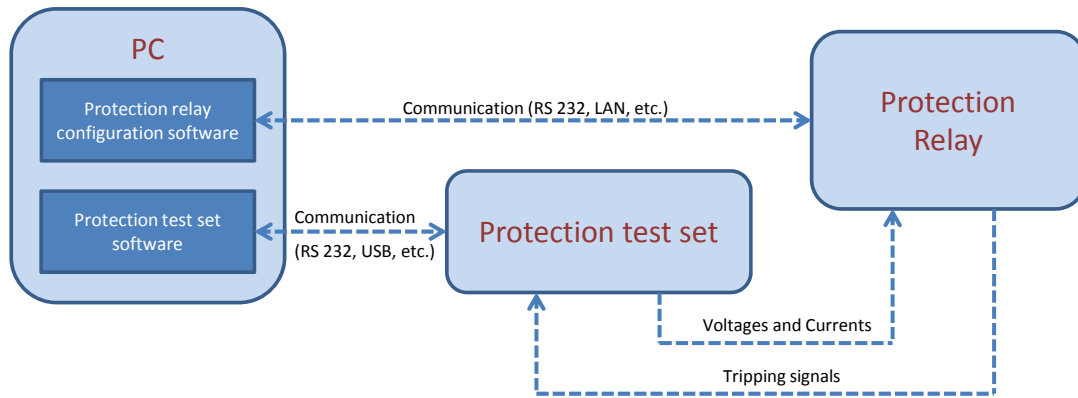 PC
Protection relay
configuration software
Communication (RS 232, LAN, etc.)
Protection
Relay
Protection test set
software
Communication
(RS 232, USB, etc.)
Protection test set
Voltages and Currents
Tripping signals